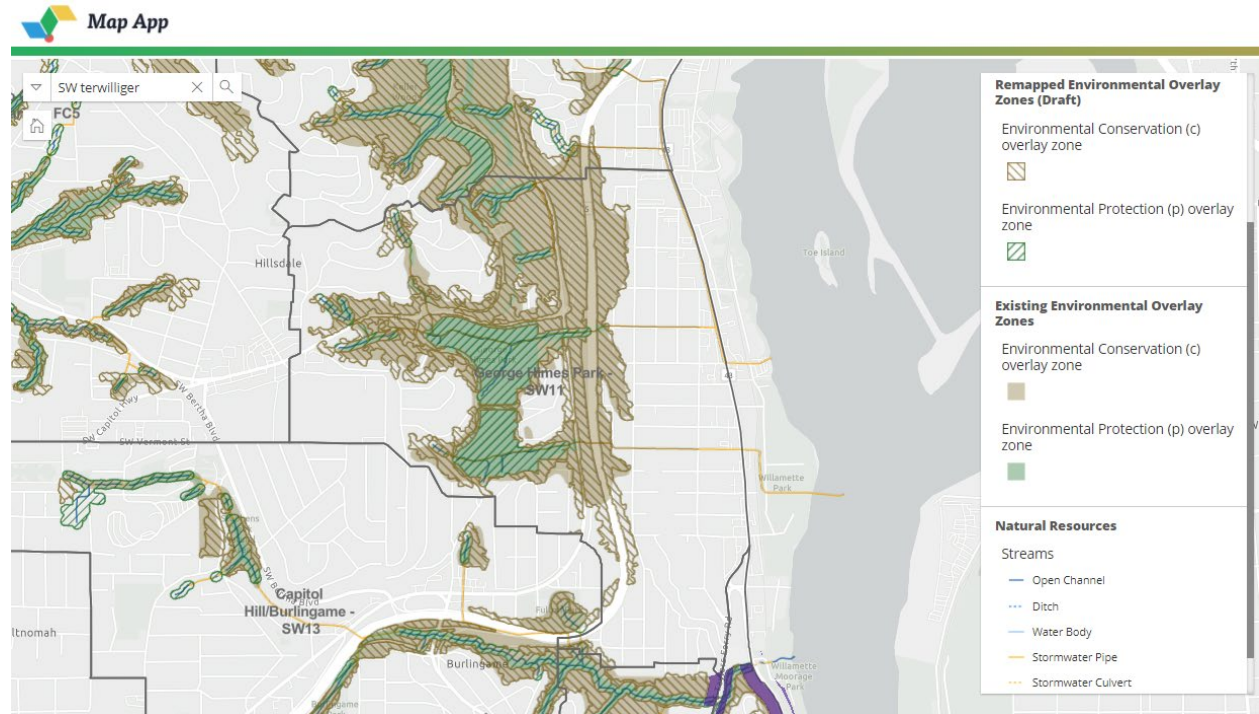 Map App
SW terwilliger
FC5
Hillsdale
Toe Island
George Himes Park -
SW11
43
SW Capitol Hwy
SW Bertha Blvd
SW Vermont St
Willamette
Park
Capitol
Hill/Burlingame -
SW13
Burlingame
Willamette
Moorage
Park
Remapped Environmental Overlay
Zones (Draft)
Environmental Conservation (c)
overlay zone
Environmental Protection (p) overlay
zone
Existing Environmental Overlay
Zones
Environmental Conservation (c)
overlay zone
Environmental Protection (p) overlay
zone
Natural Resources
Streams
Open Channel
Ditch
Water Body
Stormwater Pipe
Stormwater Culvert